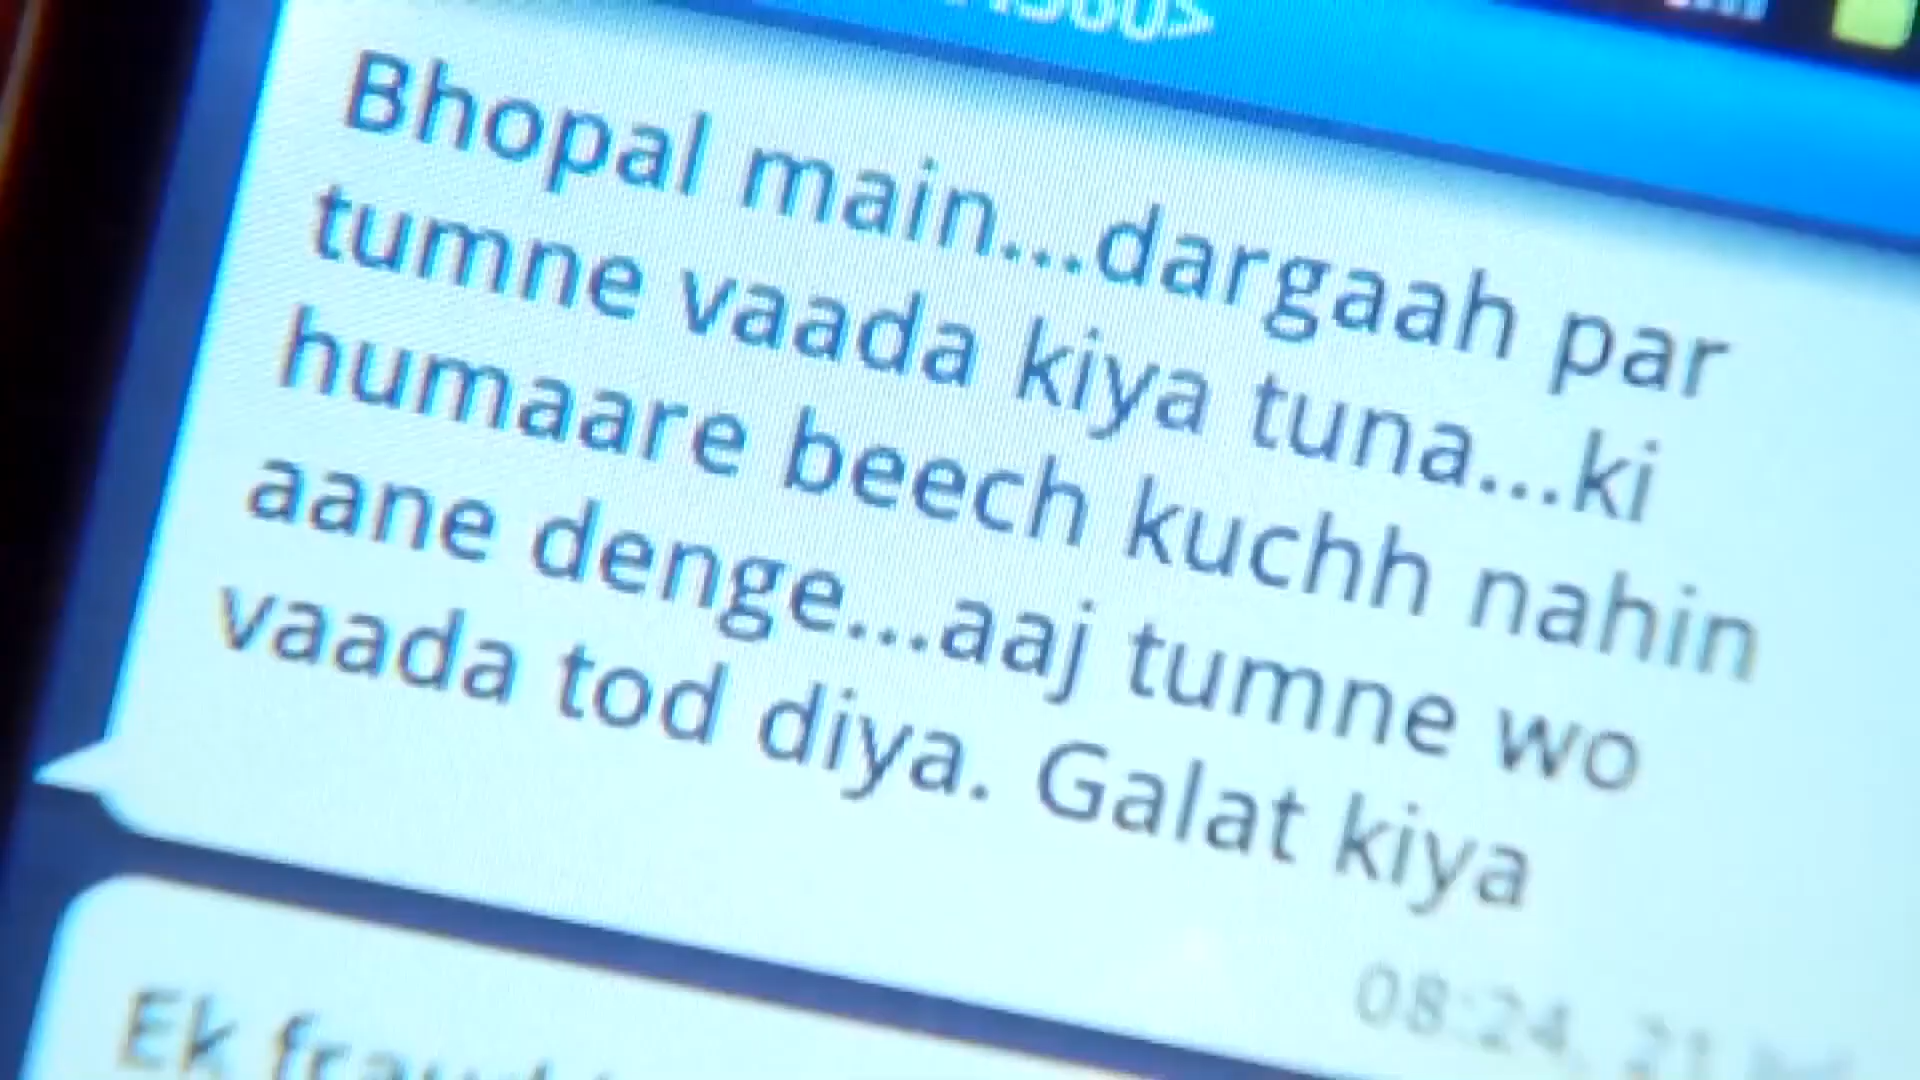 Bhopal main...dargaah par
tumne vaada kiya tuna...ki
humaare beech kuchh nahin
aane denge...aaj tumne wo
vaada tod diya. Galat kiya
08:24, 21
Ek